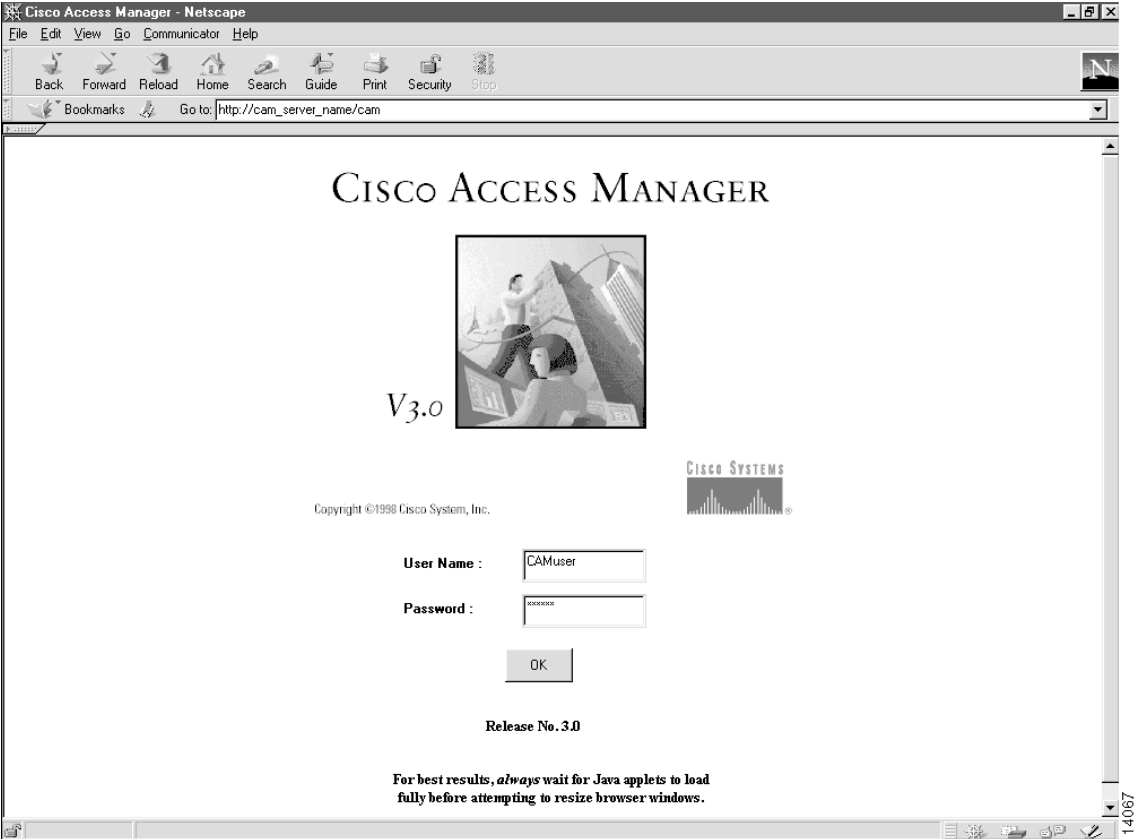 Cisco Access Manager - Netscape
File Edit View Go Communicator Help
Back Forward Reload Home Search Guide Print Security Stop
N
Bookmarks Go to: http://cam_server_name/cam
CISCO ACCESS MANAGER
V3.0
CISCO SYSTEMS
®
Copyright ©1998 Cisco System, Inc.
User Name : CAMuser
Password : ******
OK
Release No. 3.0
For best results, always wait for Java applets to load
fully before attempting to resize browser windows.
14067